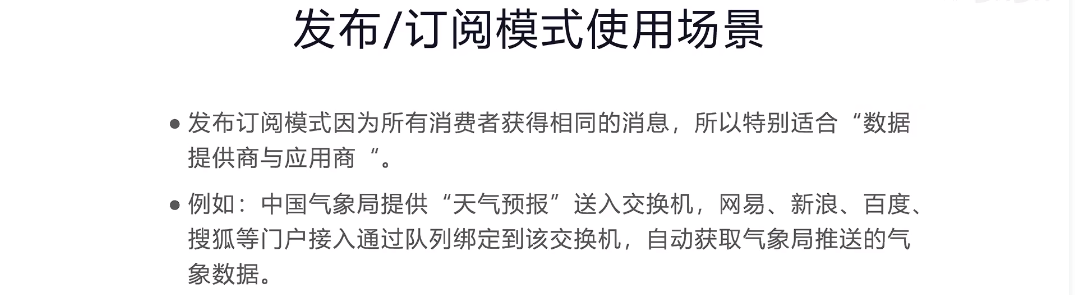 发布/订阅模式使用场景
● 发布订阅模式因为所有消费者获得相同的消息，所以特别适合“数据
提供商与应用商“。
● 例如：中国气象局提供“天气预报”送入交换机，网易、新浪、百度、
搜狐等门户接入通过队列绑定到该交换机，自动获取气象局推送的气
象数据。